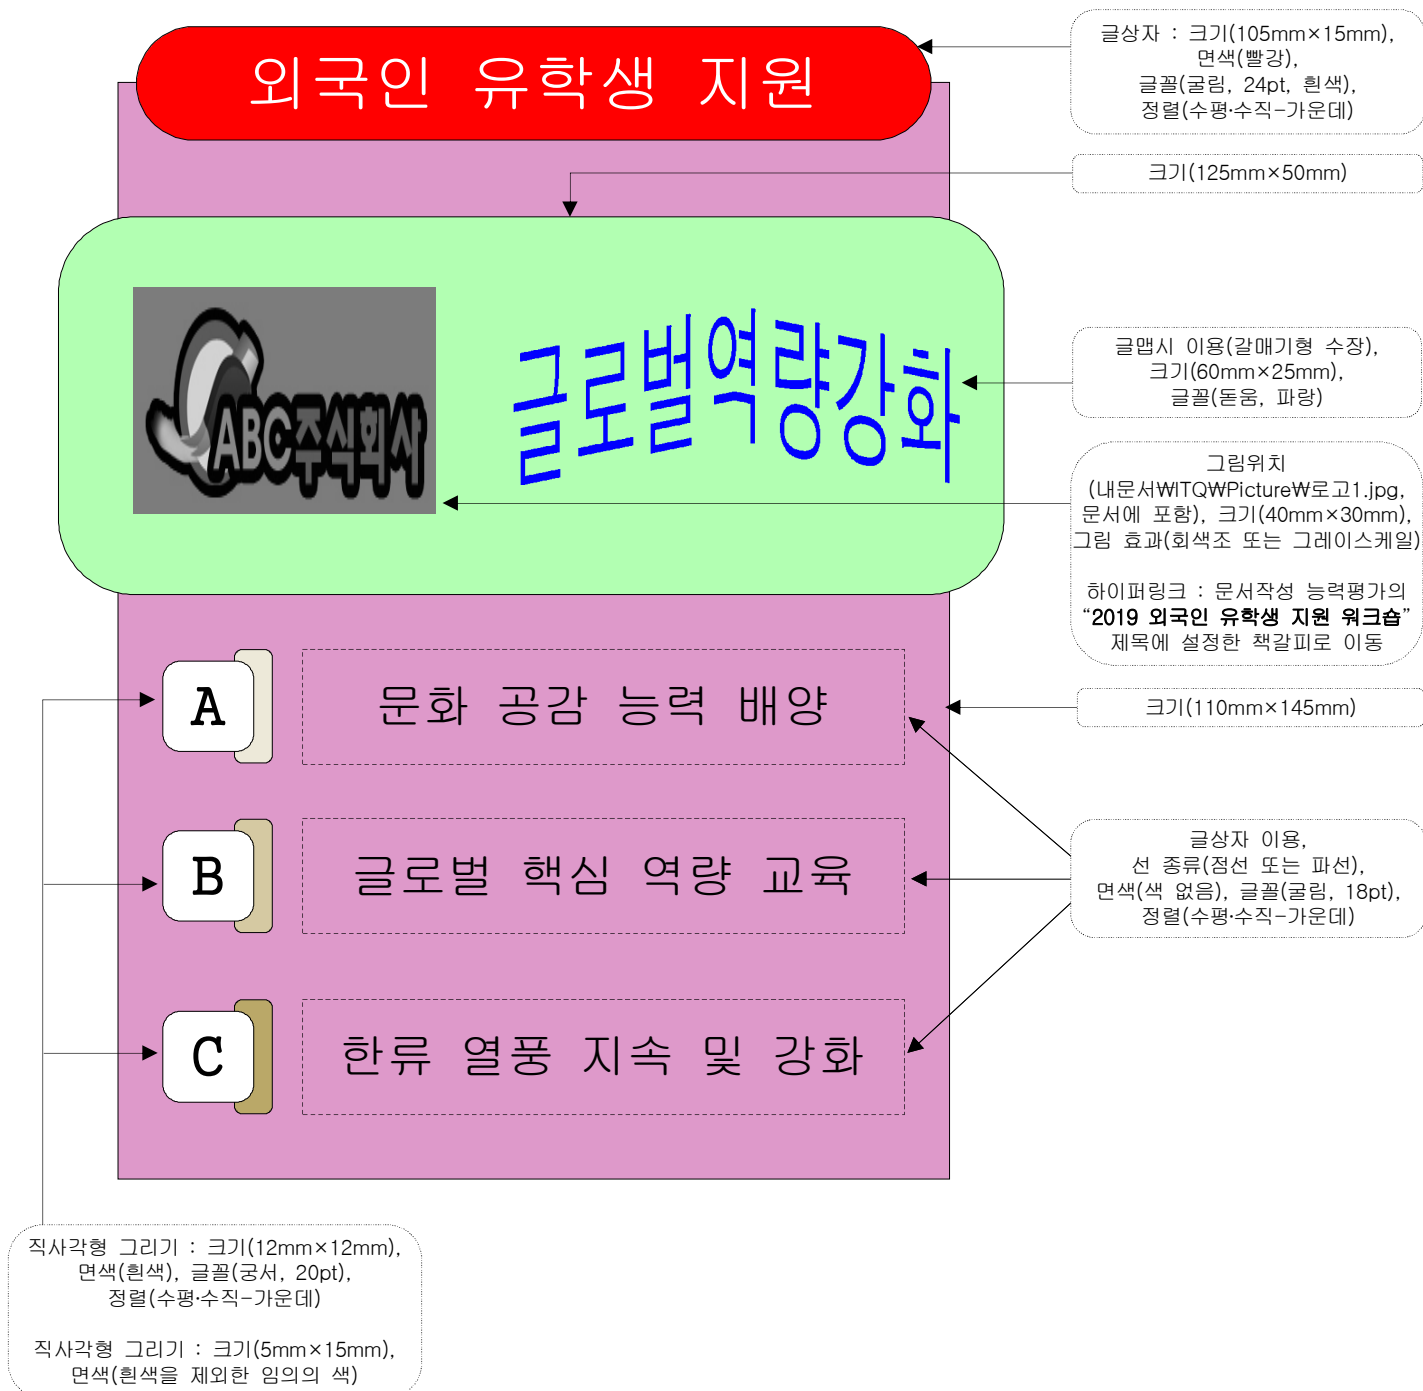 외국인 유학생 지원
글상자 : 크기(105mm×15mm),
면색(빨강),
글꼴(굴림, 24pt, 흰색),
정렬(수평·수직-가운데)
크기(125mm×50mm)
ABC주식회사
글로벌역량강화
글맵시 이용(갈매기형 수장),
크기(60mm×25mm),
글꼴(돋움, 파랑)
그림위치
(내문서₩ITQ₩Picture₩로고1.jpg,
문서에 포함), 크기(40mm×30mm),
그림 효과(회색조 또는 그레이스케일)
하이퍼링크 : 문서작성 능력평가의
“2019 외국인 유학생 지원 워크숍”
제목에 설정한 책갈피로 이동
A
문화 공감 능력 배양
크기(110mm×145mm)
B
글로벌 핵심 역량 교육
글상자 이용,
선 종류(점선 또는 파선),
면색(색 없음), 글꼴(굴림, 18pt),
정렬(수평·수직-가운데)
C
한류 열풍 지속 및 강화
직사각형 그리기 : 크기(12mm×12mm),
면색(흰색), 글꼴(궁서, 20pt),
정렬(수평·수직-가운데)
직사각형 그리기 : 크기(5mm×15mm),
면색(흰색을 제외한 임의의 색)